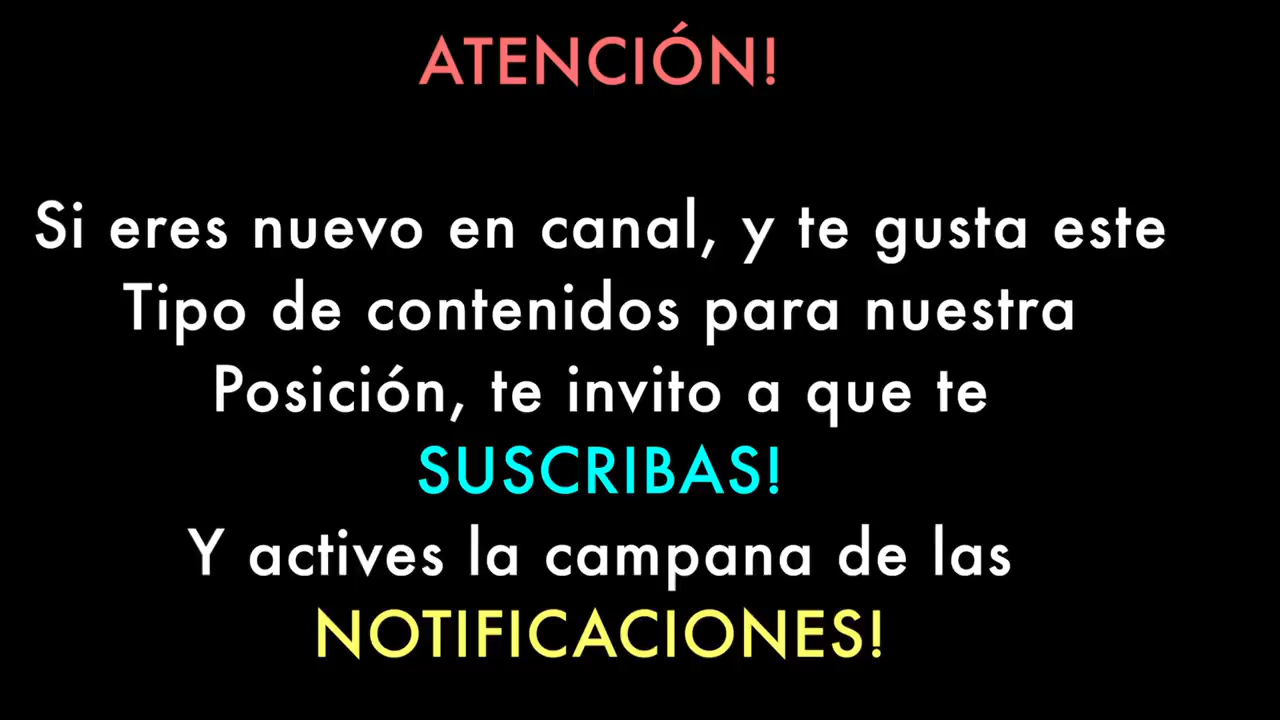 ATENCIÓN!
Si eres nuevo en canal, y te gusta este
Tipo de contenidos para nuestra
Posición, te invito a que te
SUSCRIBAS!
Y actives la campana de las
NOTIFICACIONES!